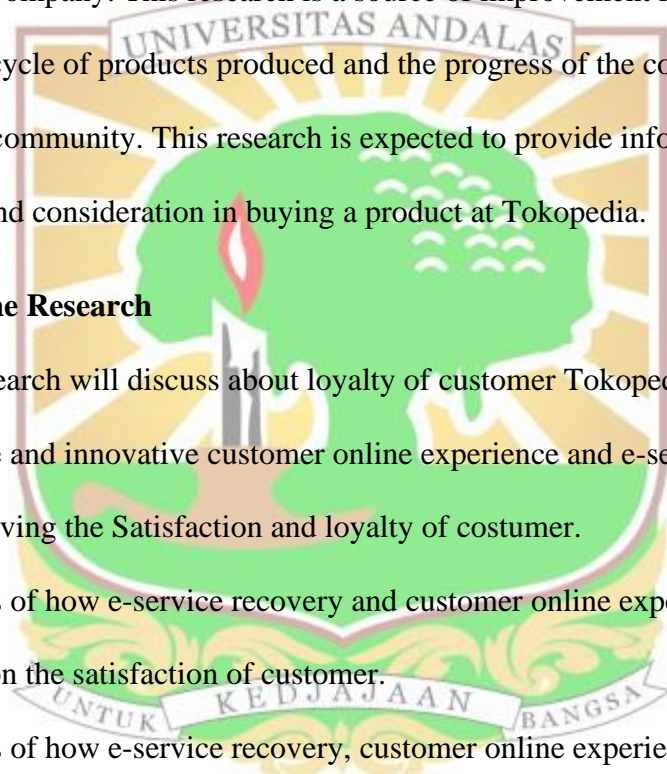 ompany. This research is a source of improvement
UNIVERSITAS ANDALAS
cycle of products produced and the progress of the co
community. This research is expected to provide info
nd consideration in buying a product at Tokopedia.
ne Research
earch will discuss about loyalty of customer Tokoped
e and innovative customer online experience and e-se
ving the Satisfaction and loyalty of costumer.
s of how e-service recovery and customer online expe
on the satisfaction of customer.
UNTUK KEDJAJAAN BANGSA
s of how e-service recovery, customer online experie